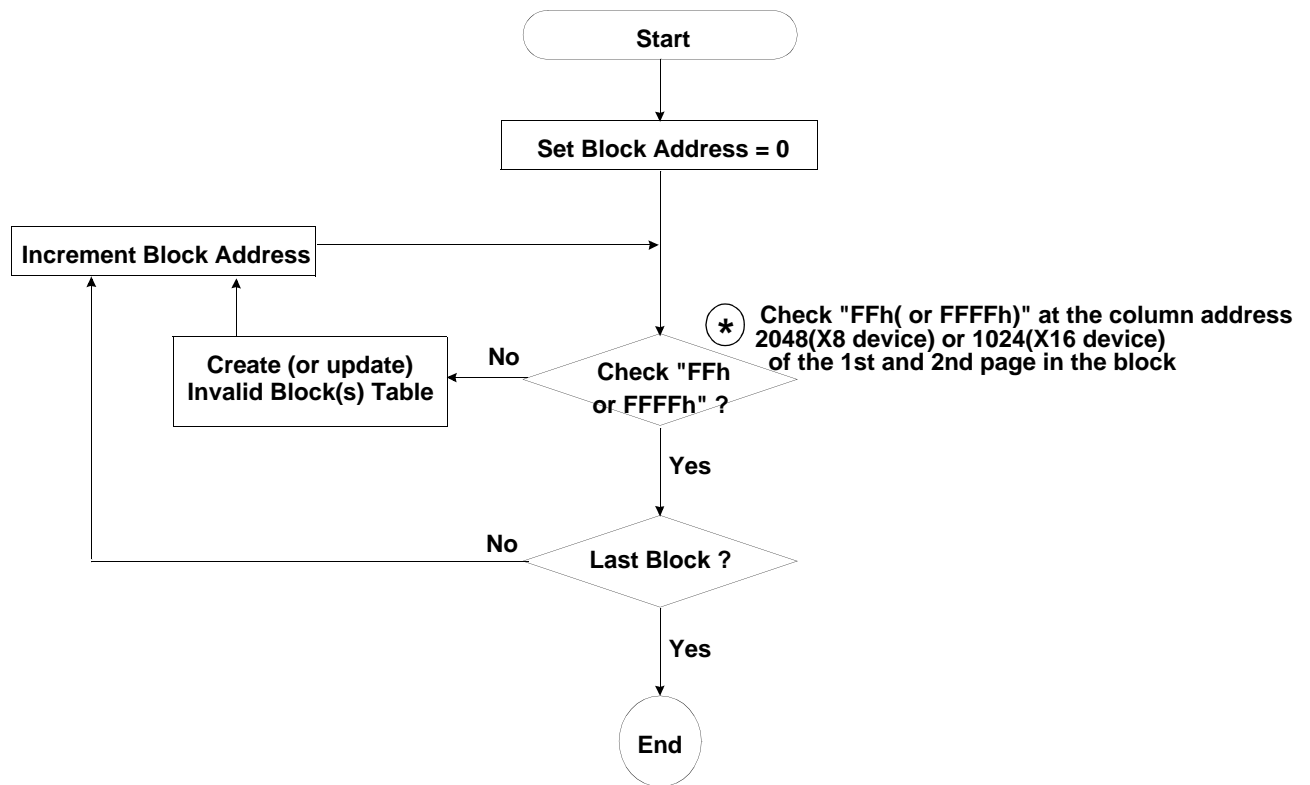 Start
Set Block Address = 0
Increment Block Address
* Check "FFh( or FFFFh)" at the column address
2048(X8 device) or 1024(X16 device)
of the 1st and 2nd page in the block
No
Create (or update)
Invalid Block(s) Table
Check "FFh
or FFFFh" ?
Yes
No
Last Block ?
Yes
End